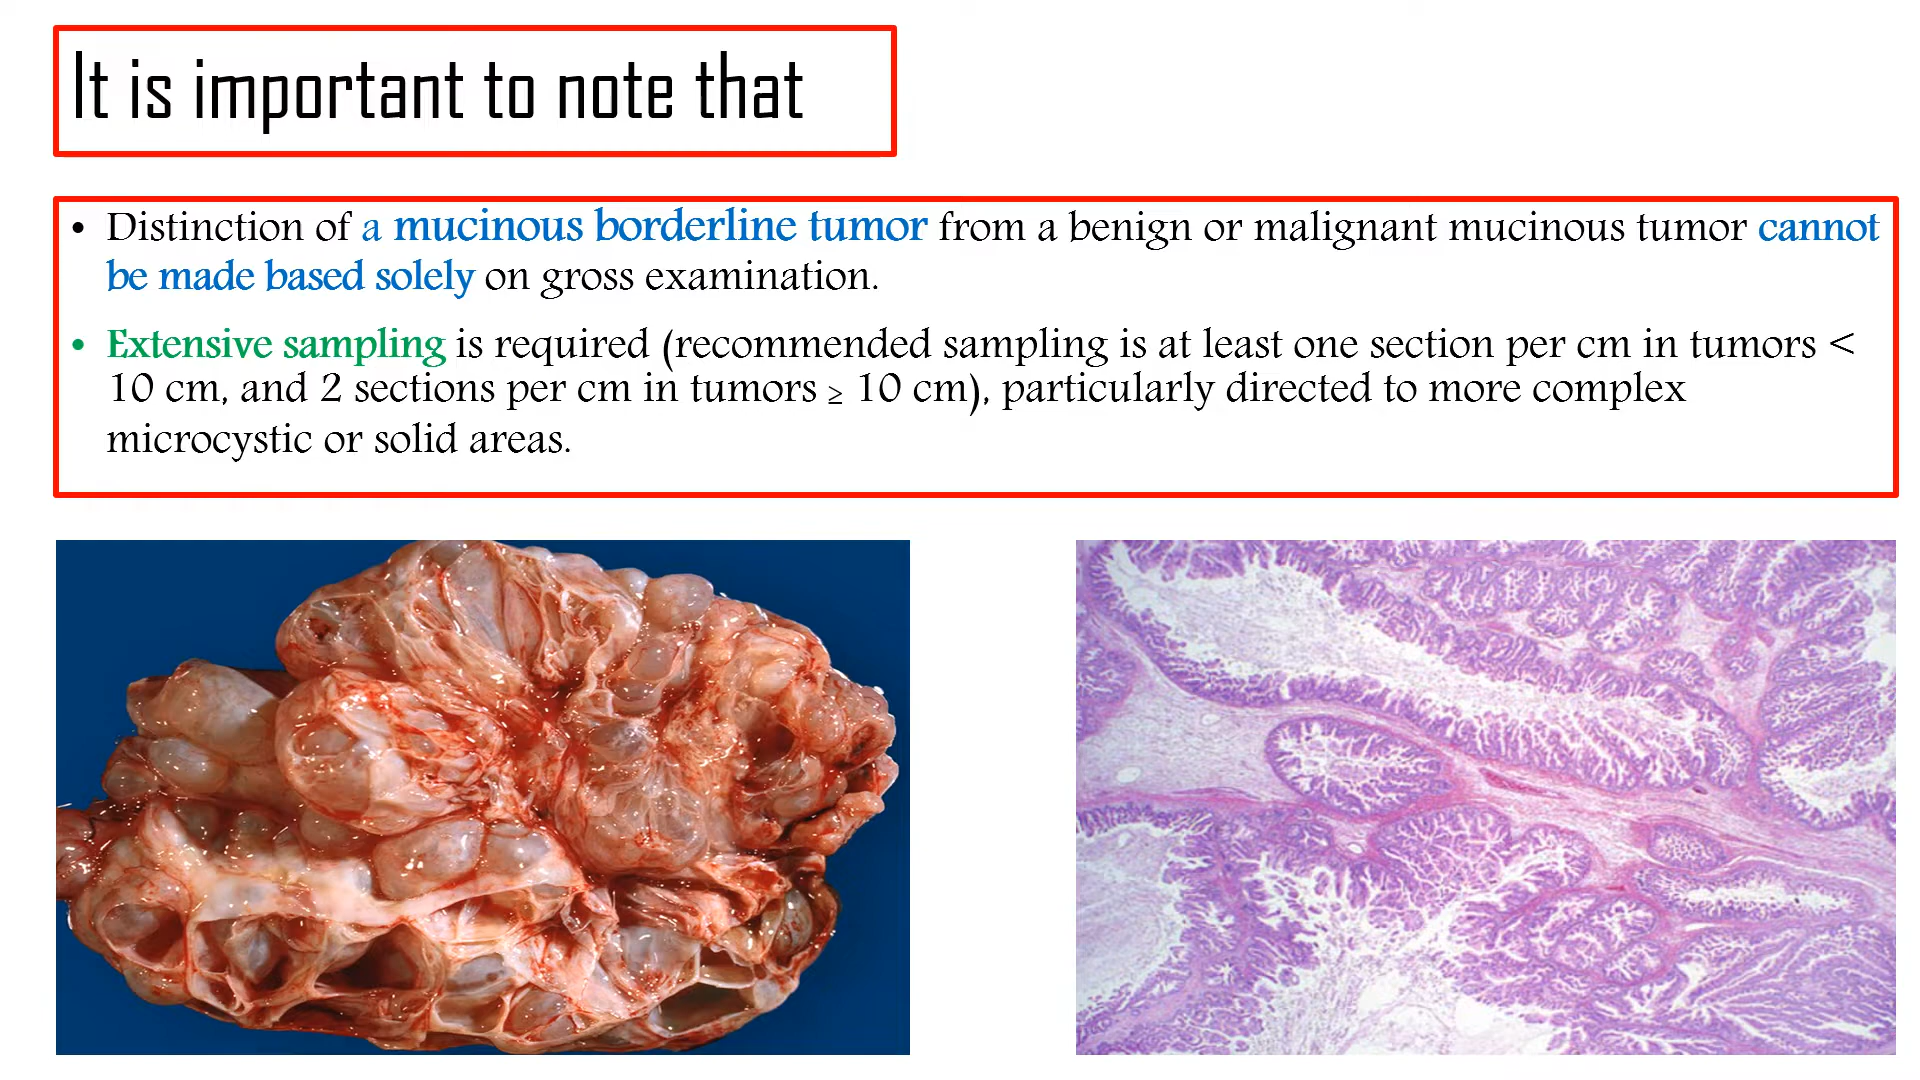 It is important to note that
• Distinction of a mucinous borderline tumor from a benign or malignant mucinous tumor cannot
be made based solely on gross examination.
• Extensive sampling is required (recommended sampling is at least one section per cm in tumors <
10 cm, and 2 sections per cm in tumors ≥ 10 cm), particularly directed to more complex
microcystic or solid areas.